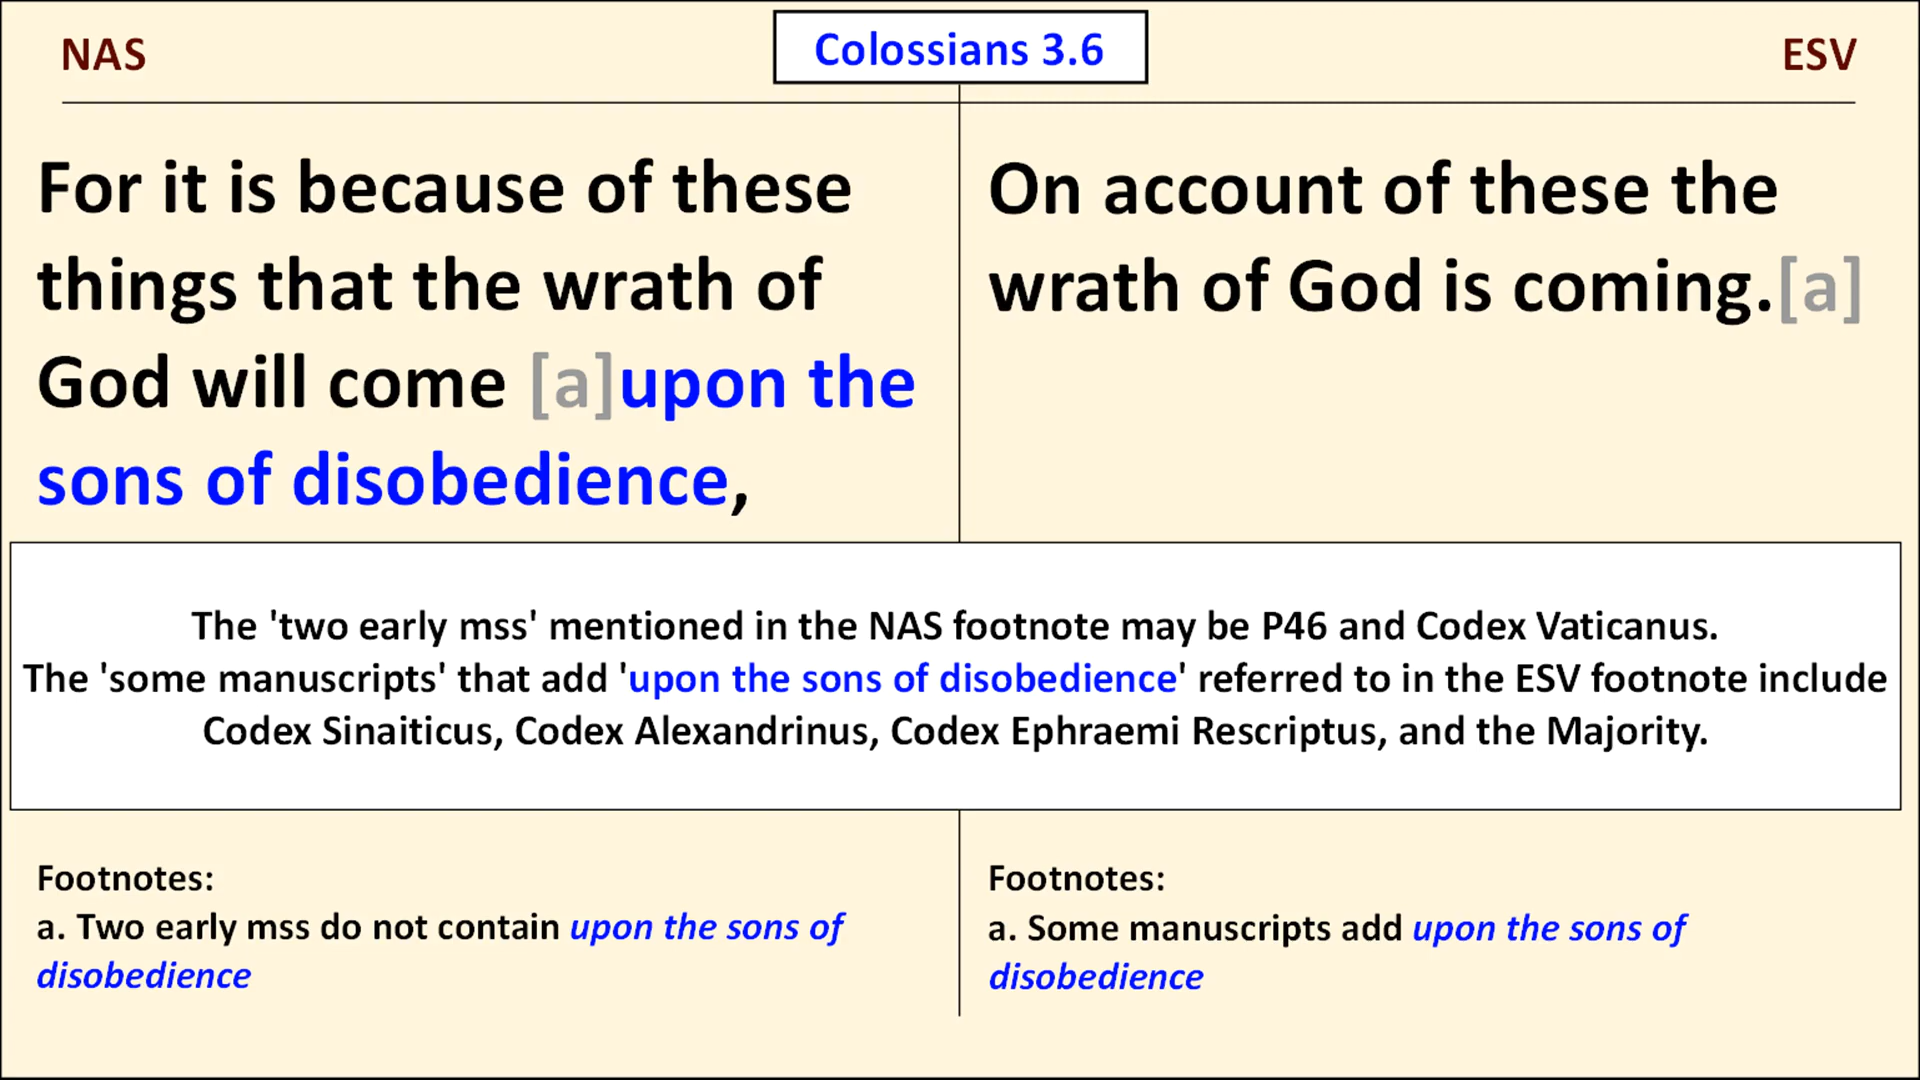 NAS
Colossians 3.6
ESV
For it is because of these
things that the wrath of
God will come [a]upon the
sons of disobedience,
On account of these the
wrath of God is coming.[a]
The 'two early mss' mentioned in the NAS footnote may be P46 and Codex Vaticanus.
The 'some manuscripts' that add 'upon the sons of disobedience' referred to in the ESV footnote include
Codex Sinaiticus, Codex Alexandrinus, Codex Ephraemi Rescriptus, and the Majority.
Footnotes:
a. Two early mss do not contain upon the sons of
disobedience
Footnotes:
a. Some manuscripts add upon the sons of
disobedience